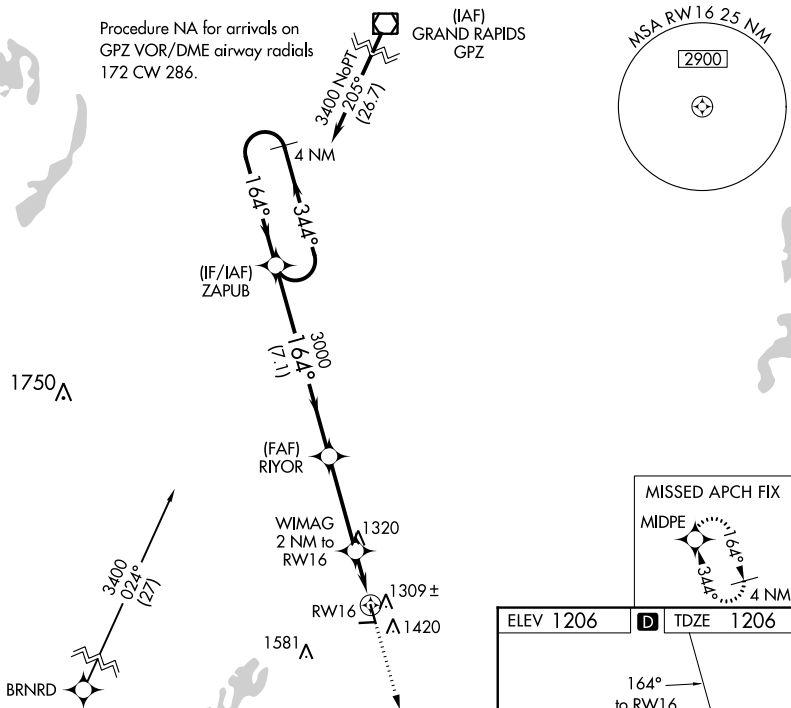 Procedure NA for arrivals on
GPZ VOR/DME airway radials
172 CW 286.
(IAF)
GRAND RAPIDS
GPZ
3400 NoPT
205°
(26.7)
MSA RW16 25 NM
2900
4 NM
164°
344°
(IF/IAF)
ZAPUB
3000
164°
(7.1)
1750
(FAF)
RIYOR
WIMAG
2 NM to
RW16
1320
1309 ±
RW16
1420
1581
3400
024°
(27)
BRNRD
MISSED APCH FIX
MIDPE
164°
344°
4 NM
ELEV 1206
D
TDZE 1206
164°
to RW16